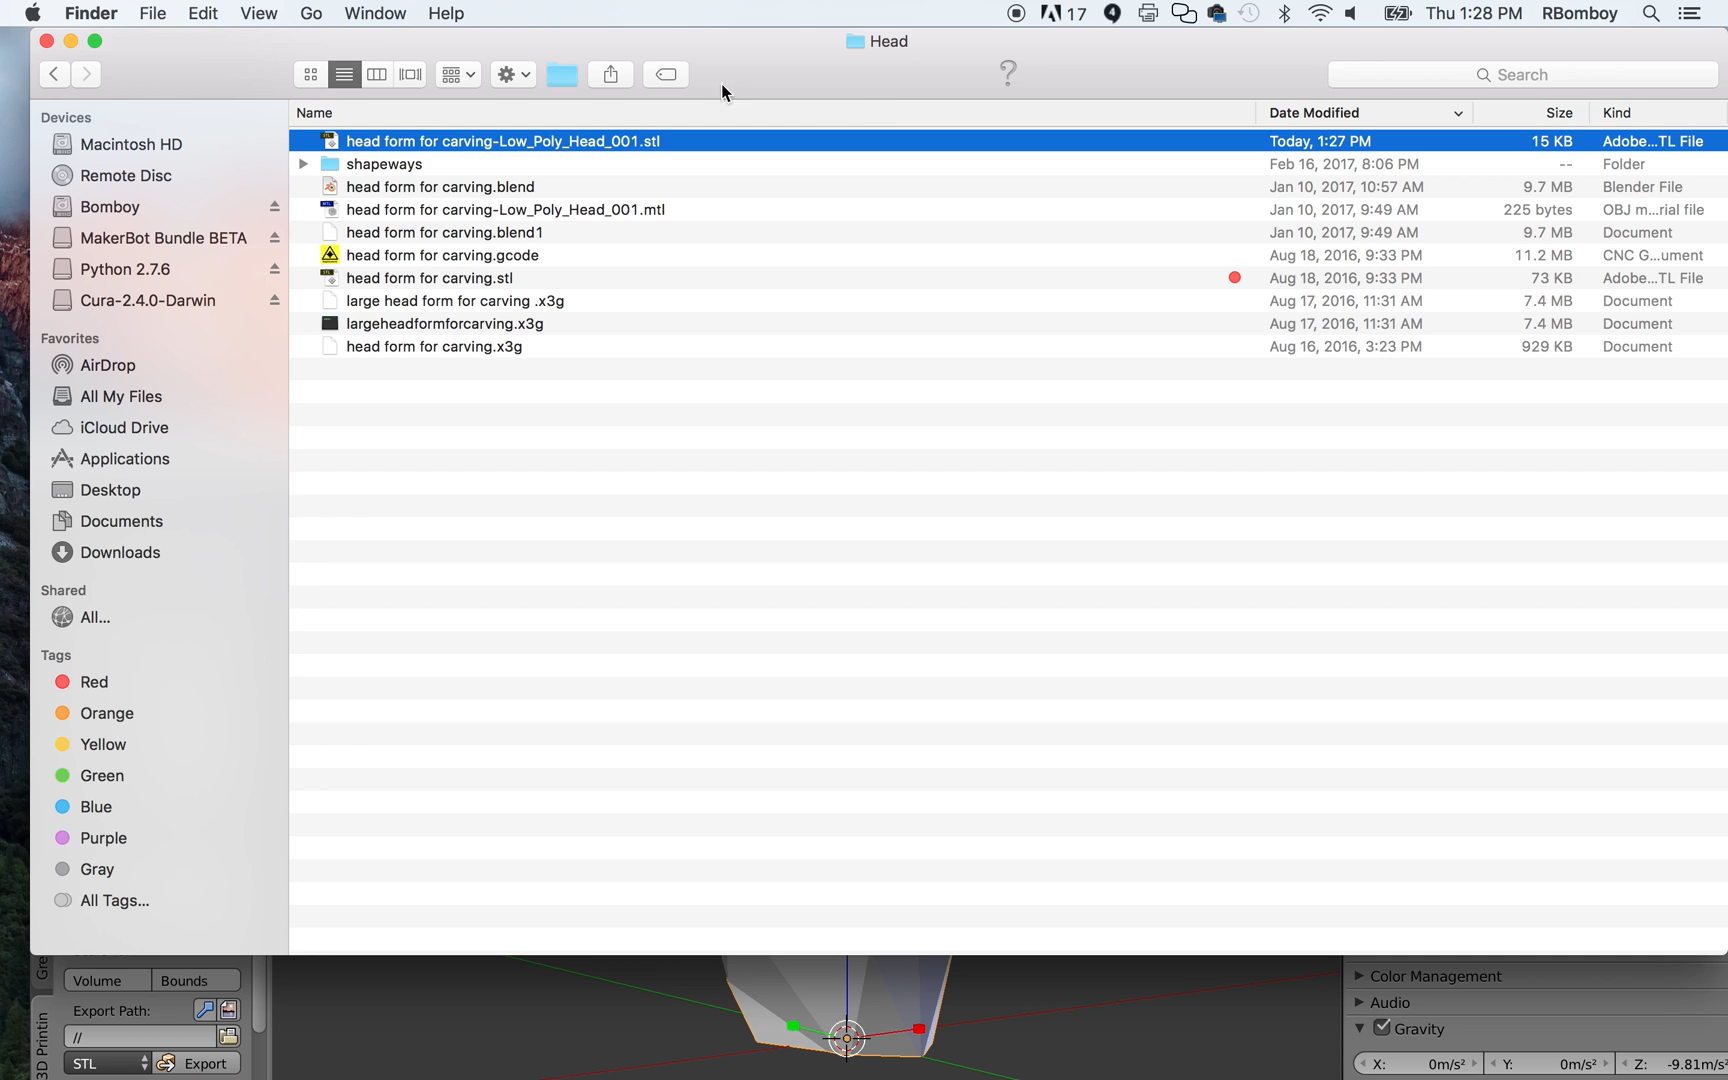 Finder File Edit View Go Window Help 17 Thu 1:28 PM RBomboy
Head
? Search
Name Date Modified Size Kind
Devices
Macintosh HD
Remote Disc
Bomboy
MakerBot Bundle BETA
Python 2.7.6
Cura-2.4.0-Darwin
Favorites
AirDrop
All My Files
iCloud Drive
Applications
Desktop
Documents
Downloads
Shared
All...
Tags
Red
Orange
Yellow
Green
Blue
Purple
Gray
All Tags...
head form for carving-Low_Poly_Head_001.stl Today, 1:27 PM 15 KB Adobe...TL File
shapeways Feb 16, 2017, 8:06 PM -- Folder
head form for carving.blend Jan 10, 2017, 10:57 AM 9.7 MB Blender File
head form for carving-Low_Poly_Head_001.mtl Jan 10, 2017, 9:49 AM 225 bytes OBJ m...rial file
head form for carving.blend1 Jan 10, 2017, 9:49 AM 9.7 MB Document
head form for carving.gcode Aug 18, 2016, 9:33 PM 11.2 MB CNC G...ument
head form for carving.stl Aug 18, 2016, 9:33 PM 73 KB Adobe...TL File
large head form for carving .x3g Aug 17, 2016, 11:31 AM 7.4 MB Document
largeheadformforcarving.x3g Aug 17, 2016, 11:31 AM 7.4 MB Document
head form for carving.x3g Aug 16, 2016, 3:23 PM 929 KB Document
Gre
3D Printin
Volume Bounds
Export Path:
//
STL Export
Color Management
Audio
Gravity
X: 0m/s² Y: 0m/s² Z: -9.81m/s²